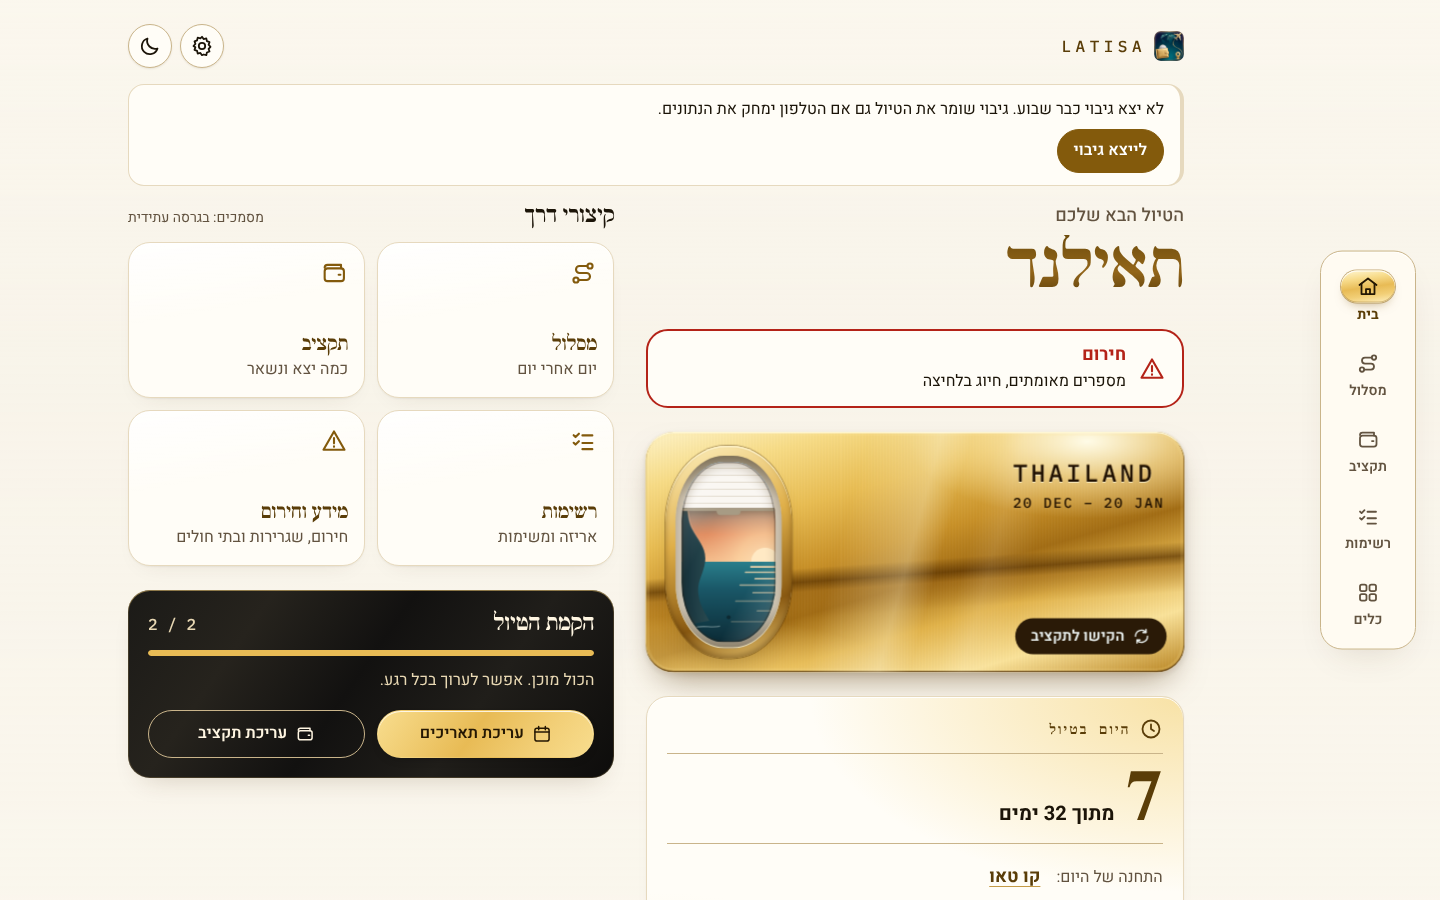 LATISA
לא יצא גיבוי כבר שבוע. גיבוי שומר את הטיול גם אם הטלפון ימחק את הנתונים.
לייצא גיבוי
הטיול הבא שלכם
תאילנד
חירום
מספרים מאומתים, חיוג בלחיצה
THAILAND
20 DEC – 20 JAN
הקישו לתקציב
היום בטיול
7 מתוך 32 ימים
התחנה של היום: קו טאו
קיצורי דרך
מסמכים: בגרסה עתידית
מסלול
יום אחרי יום
תקציב
כמה יצא ונשאר
רשימות
אריזה ומשימות
מידע וחירום
חירום, שגרירות ובתי חולים
הקמת הטיול
2 / 2
הכול מוכן. אפשר לערוך בכל רגע.
עריכת תאריכים
עריכת תקציב
בית
מסלול
תקציב
רשימות
כלים